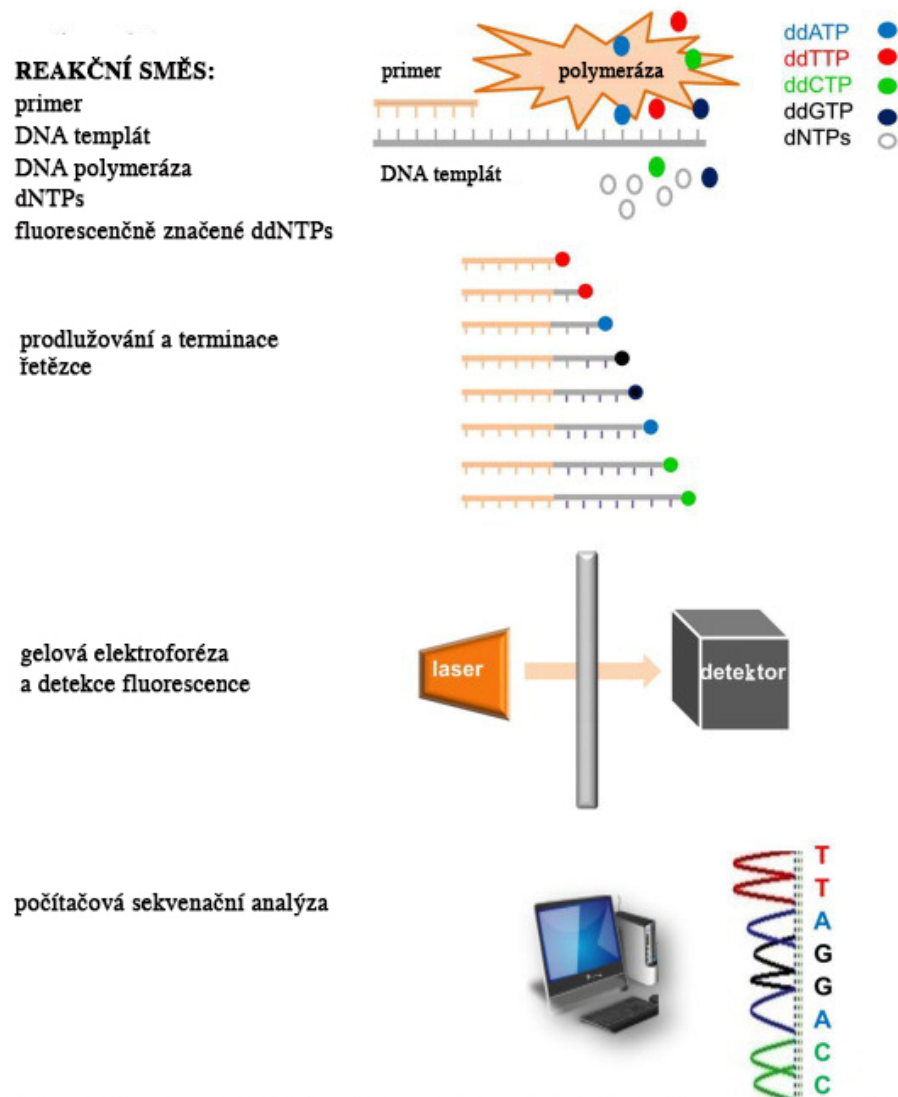 REAKČNÍ SMĚS:
primer
DNA templát
DNA polymeráza
dNTPs
fluorescenčně značené ddNTPs
primer
polymeráza
DNA templát
ddATP
ddTTP
ddCTP
ddGTP
dNTPs
prodlužování a terminace
řetězce
gelová elektroforéza
a detekce fluorescence
laser
detektor
počítačová sekvenační analýza
T
T
A
G
G
A
C
C